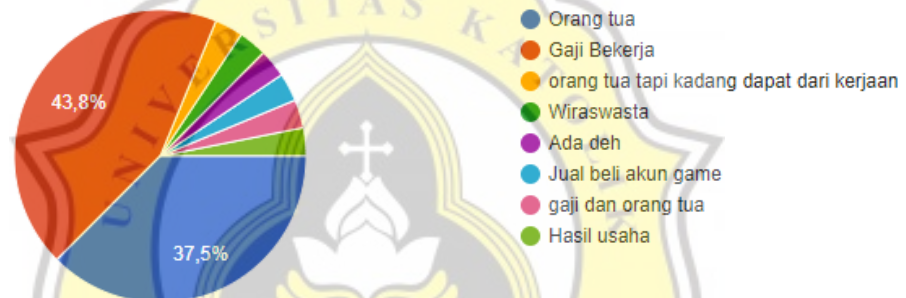 43,8%
37,5%
Orang tua
Gaji Bekerja
orang tua tapi kadang dapat dari kerjaan
Wiraswasta
Ada deh
Jual beli akun game
gaji dan orang tua
Hasil usaha